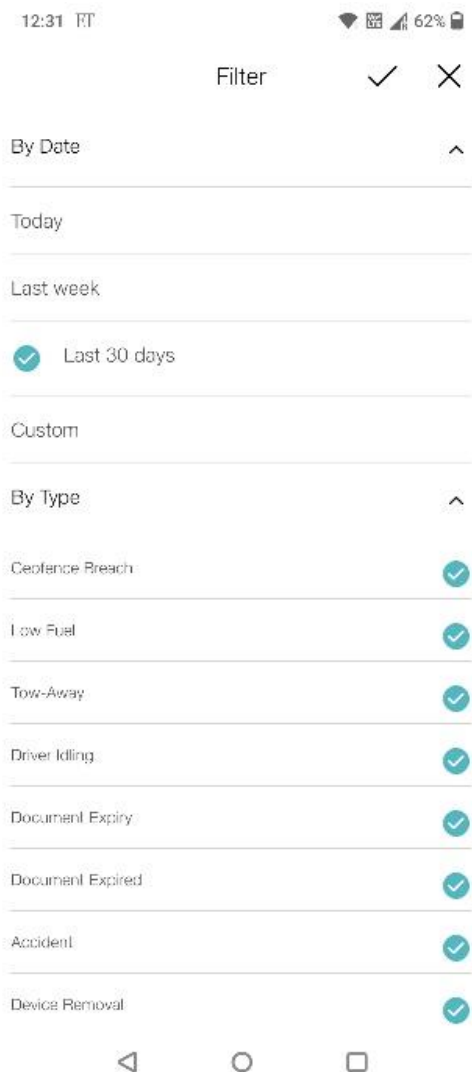 12:31 ET 62%
Filter
By Date
Today
Last week
Last 30 days
Custom
By Type
Geofence Breach
Low Fuel
Tow-Away
Driver Idling
Document Expiry
Document Expired
Accident
Device Removal